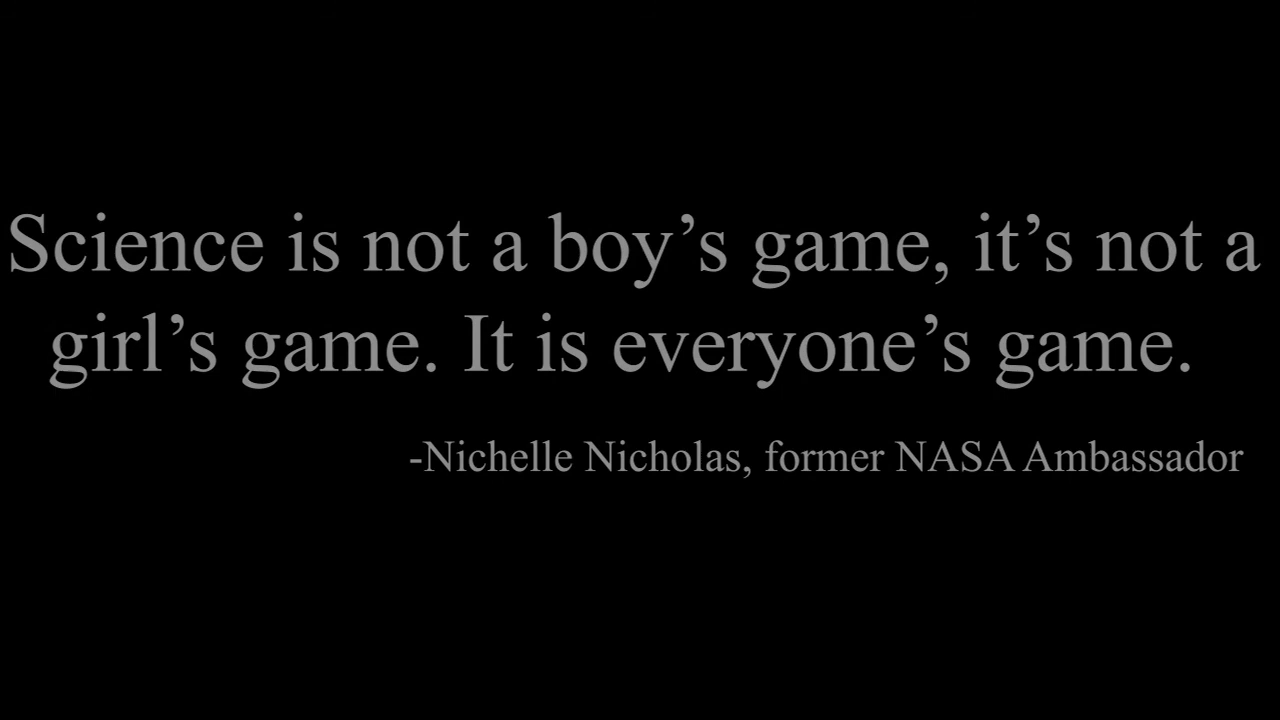 Science is not a boy’s game, it’s not a
girl’s game. It is everyone’s game.
-Nichelle Nicholas, former NASA Ambassador